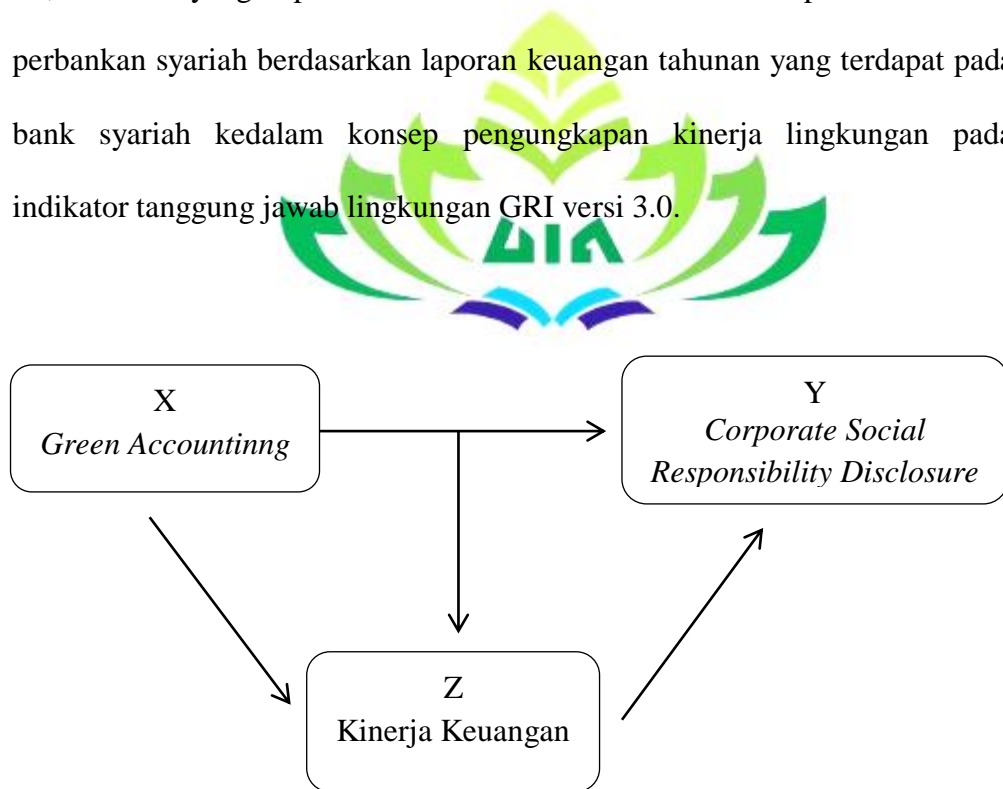 perbankan syariah berdasarkan laporan keuangan tahunan yang terdapat pada
bank syariah kedalam konsep pengungkapan kinerja lingkungan pada
indikator tanggung jawab lingkungan GRI versi 3.0.
UIN
X
Green Accountinng
Y
Corporate Social
Responsibility Disclosure
Z
Kinerja Keuangan